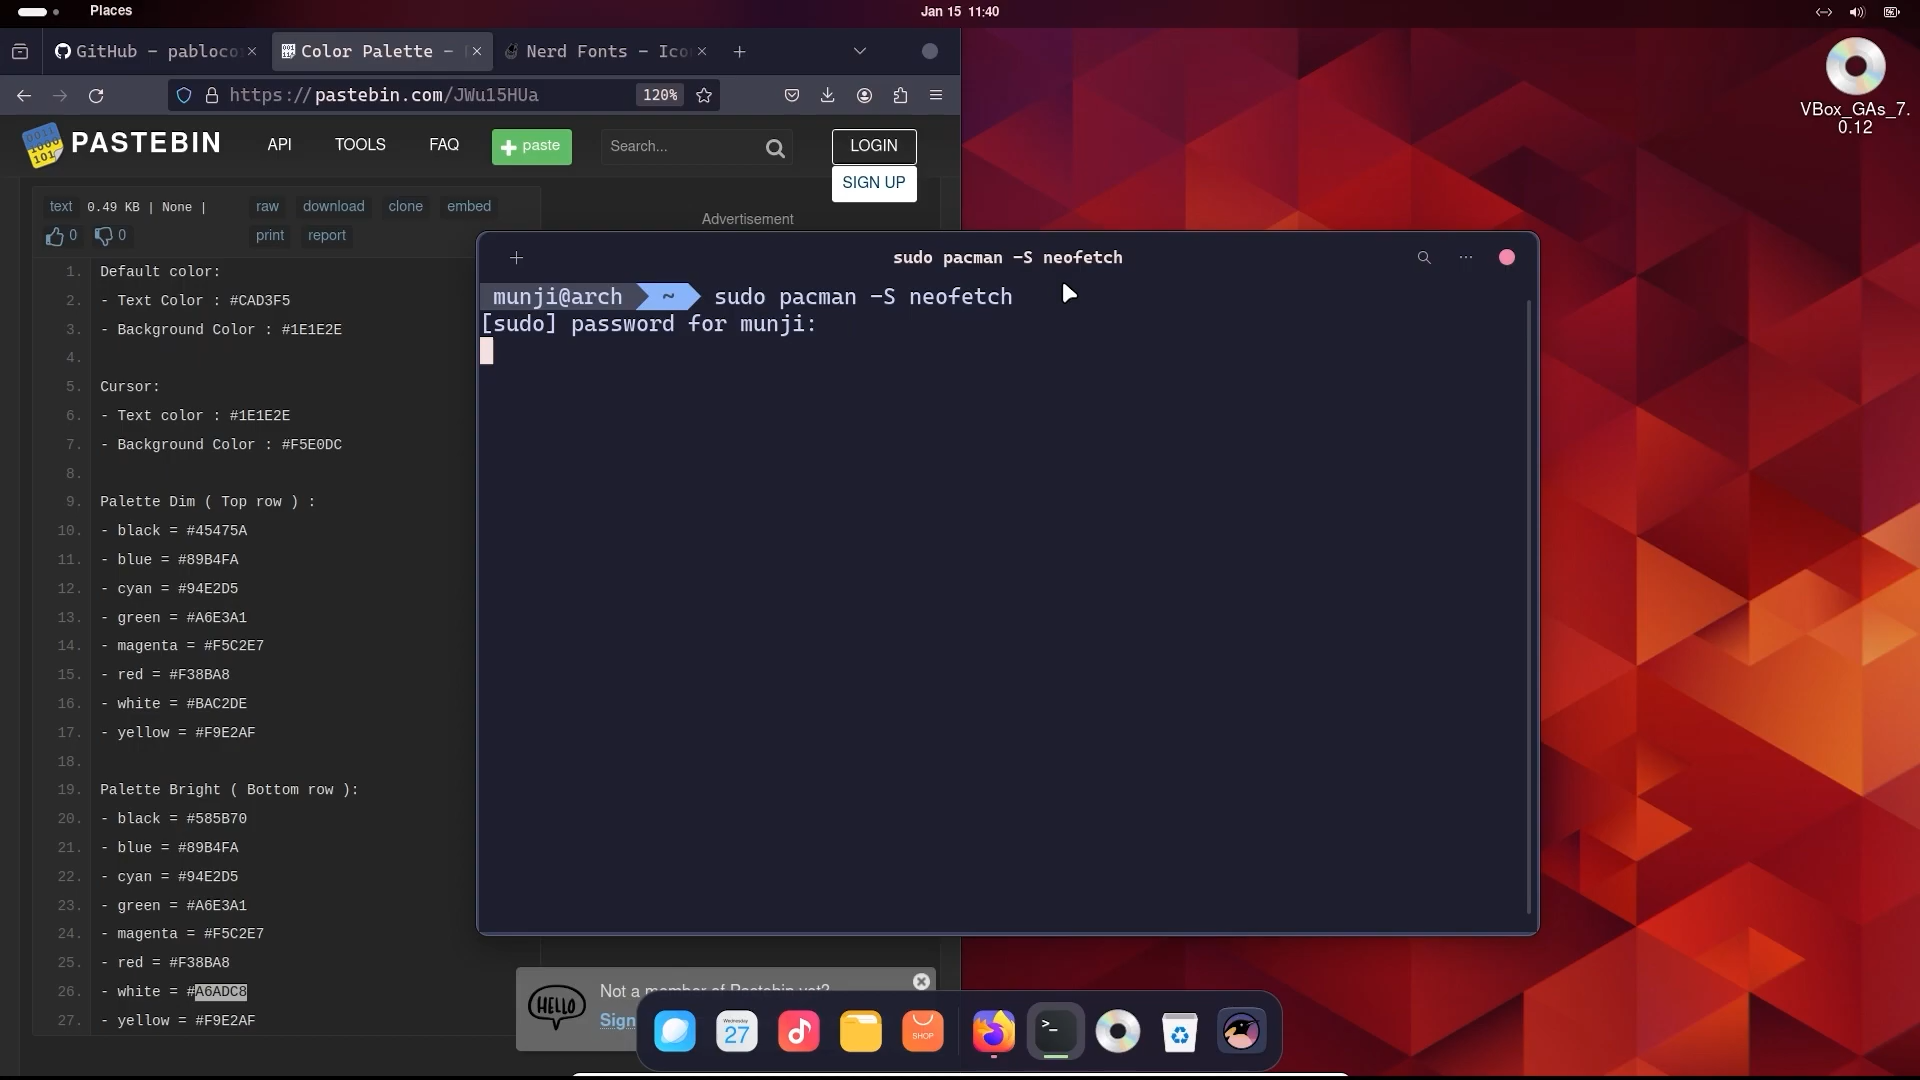 Places
Jan 15 11:40
GitHub - pabloco
Color Palette -
Nerd Fonts - Ico
https://pastebin.com/JWu15HUa
120%
PASTEBIN
API
TOOLS
FAQ
paste
Search...
LOGIN
SIGN UP
text 0.49 KB | None |
raw
download
clone
embed
0
0
print
report
Advertisement
1. Default color:
2. - Text Color : #CAD3F5
3. - Background Color : #1E1E2E
4.
5. Cursor:
6. - Text color : #1E1E2E
7. - Background Color : #F5E0DC
8.
9. Palette Dim ( Top row ) :
10. - black = #45475A
11. - blue = #89B4FA
12. - cyan = #94E2D5
13. - green = #A6E3A1
14. - magenta = #F5C2E7
15. - red = #F38BA8
16. - white = #BAC2DE
17. - yellow = #F9E2AF
18.
19. Palette Bright ( Bottom row ):
20. - black = #585B70
21. - blue = #89B4FA
22. - cyan = #94E2D5
23. - green = #A6E3A1
24. - magenta = #F5C2E7
25. - red = #F38BA8
26. - white = #A6ADC8
27. - yellow = #F9E2AF
sudo pacman -S neofetch
munji@arch ~ sudo pacman -S neofetch
[sudo] password for munji:
HELLO
Not a member of Pastebin yet?
Sign
Wednesday
27
SHOP
>_
VBox_GAs_7.
0.12